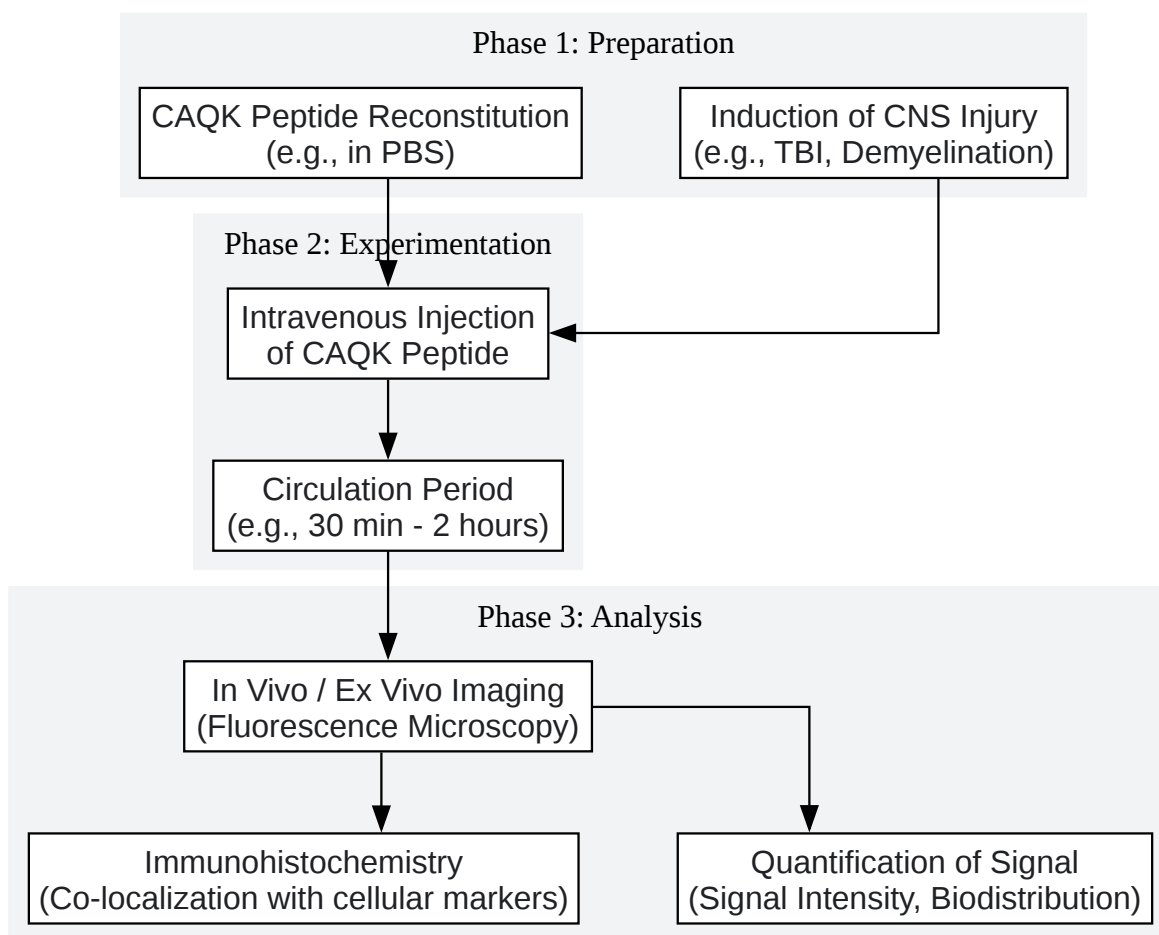 Phase 1: Preparation
CAQK Peptide Reconstitution
(e.g., in PBS)
Induction of CNS Injury
(e.g., TBI, Demyelination)
Phase 2: Experimentation
Intravenous Injection
of CAQK Peptide
Circulation Period
(e.g., 30 min - 2 hours)
Phase 3: Analysis
In Vivo / Ex Vivo Imaging
(Fluorescence Microscopy)
Immunohistochemistry
(Co-localization with cellular markers)
Quantification of Signal
(Signal Intensity, Biodistribution)